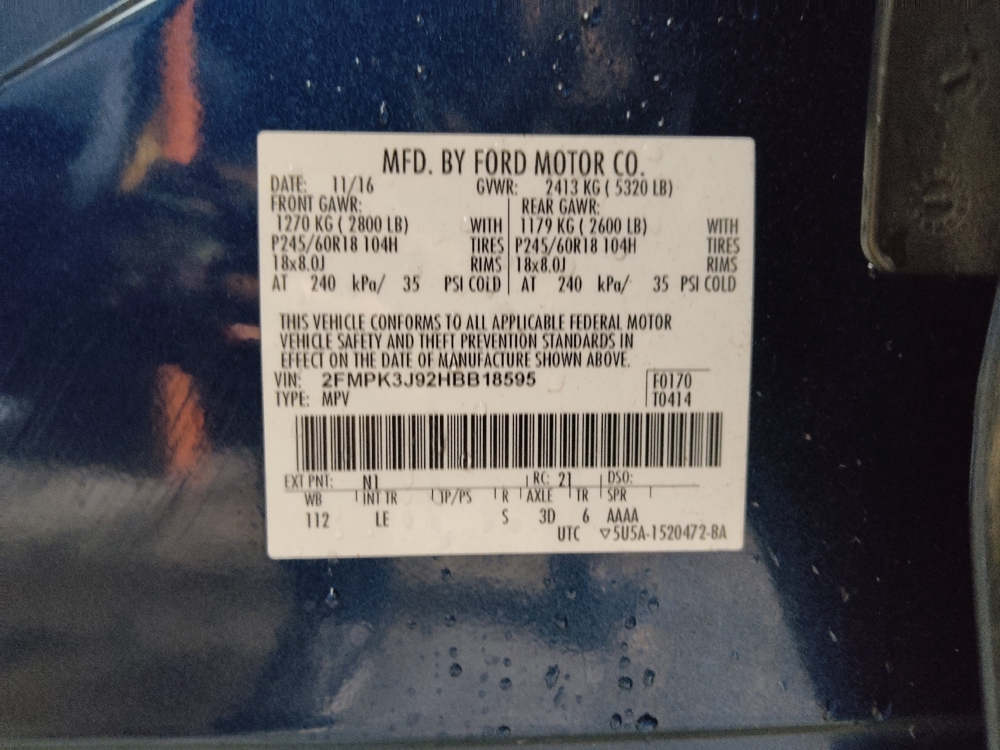 MFD. BY FORD MOTOR CO.
DATE: 11/16 GVWR: 2413 KG ( 5320 LB)
FRONT GAWR: REAR GAWR:
1270 KG ( 2800 LB) WITH 1179 KG ( 2600 LB) WITH
P245/60R18 104H TIRES P245/60R18 104H TIRES
18x8.0J RIMS 18x8.0J RIMS
AT 240 kPa/ 35 PSI COLD AT 240 kPa/ 35 PSI COLD
THIS VEHICLE CONFORMS TO ALL APPLICABLE FEDERAL MOTOR
VEHICLE SAFETY AND THEFT PREVENTION STANDARDS IN
EFFECT ON THE DATE OF MANUFACTURE SHOWN ABOVE.
VIN: 2FMPK3J92HBB18595 F0170
TYPE: MPV T0414
EXT PNT: N1 RC: 21 DSO:
WB INT TR TP/PS R AXLE TR SPR
112 LE S 3D 6 AAAA
UTC ▽5U5A-1520472-BA